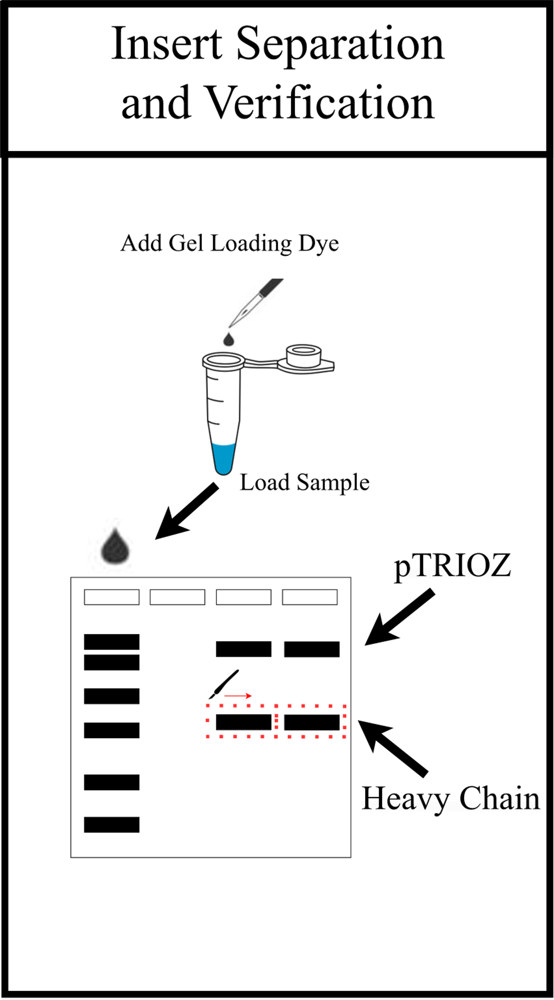 Insert Separation
and Verification
Add Gel Loading Dye
Load Sample
pTRIOZ
Heavy Chain